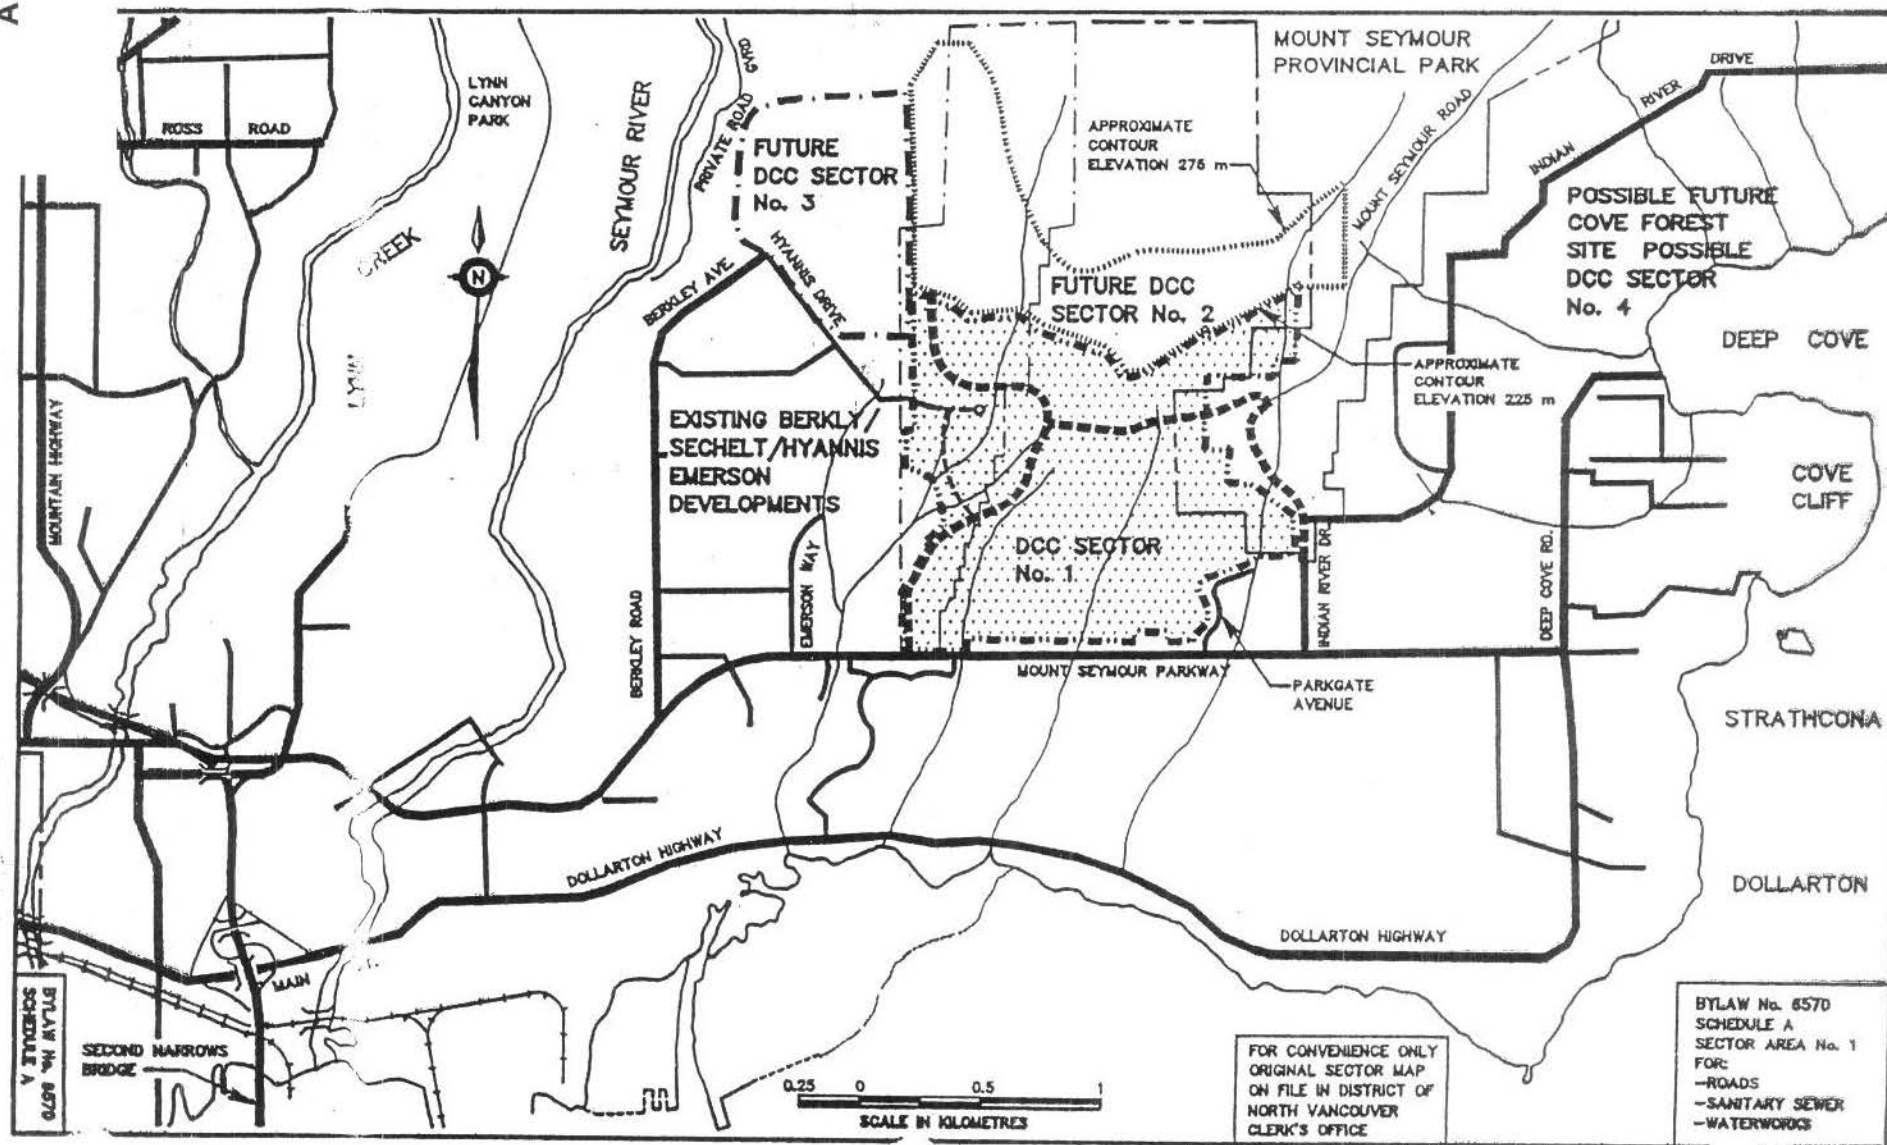 A
MOUNT SEYMOUR
PROVINCIAL PARK
DRIVE
RIVER
INDIAN
GVRD
PRIVATE ROAD
LYNN
CANYON
PARK
ROSS ROAD
SEYMOUR RIVER
FUTURE
DCC SECTOR
No. 3
APPROXIMATE
CONTOUR
ELEVATION 275 m
MOUNT SEYMOUR ROAD
POSSIBLE FUTURE
COVE FOREST
SITE POSSIBLE
DCC SECTOR
No. 4
CREEK
LYNN
N
BERKLEY AVE
HYANNIS DRIVE
FUTURE DCC
SECTOR No. 2
DEEP COVE
APPROXIMATE
CONTOUR
ELEVATION 225 m
MOUNTAIN HIGHWAY
EXISTING BERKLY
SECHELT/HYANNIS
EMERSON
DEVELOPMENTS
COVE
CLIFF
DCC SECTOR
No. 1
EMERSON WAY
BERKLEY ROAD
INDIAN RIVER DR.
DEEP COVE RD.
MOUNT SEYMOUR PARKWAY
PARKGATE
AVENUE
STRATHCONA
DOLLARTON HIGHWAY
DOLLARTON
DOLLARTON HIGHWAY
MAIN
BYLAW No. 6570
SCHEDULE A
SECOND NARROWS
BRIDGE
0.25 0 0.5 1
SCALE IN KILOMETRES
FOR CONVENIENCE ONLY
ORIGINAL SECTOR MAP
ON FILE IN DISTRICT OF
NORTH VANCOUVER
CLERK'S OFFICE
BYLAW No. 6570
SCHEDULE A
SECTOR AREA No. 1
FOR:
-ROADS
-SANITARY SEWER
-WATERWORKS